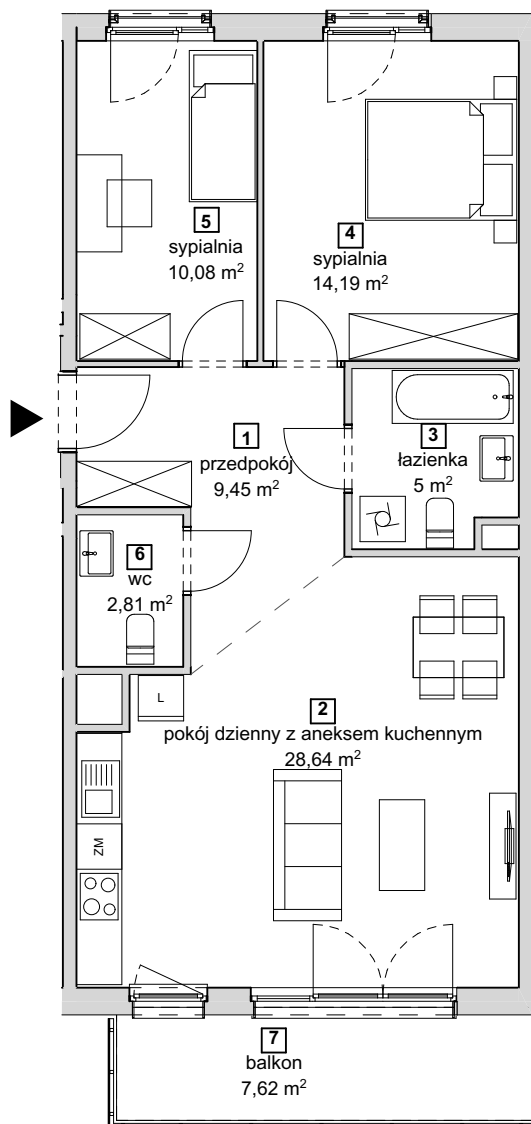 5
sypialnia
10,08 m²
4
sypialnia
14,19 m²
1
przedpokój
9,45 m²
3
łazienka
5 m²
6
wc
2,81 m²
L
2
pokój dzienny z aneksem kuchennym
28,64 m²
ZM
7
balkon
7,62 m²